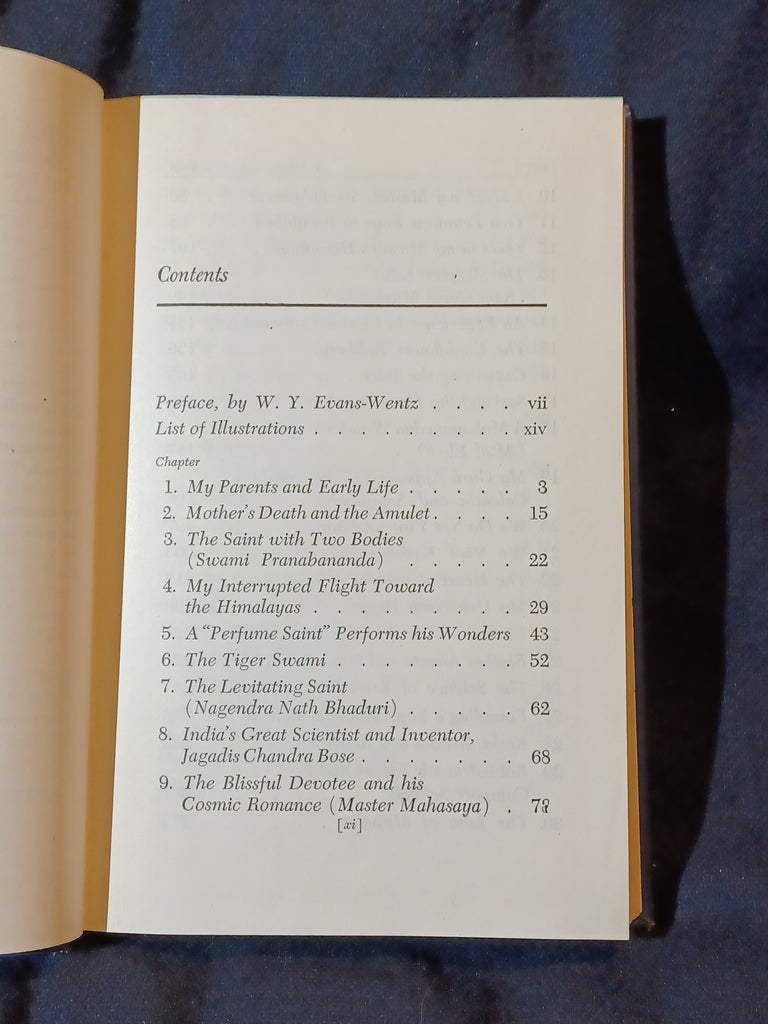 Contents
Preface, by W. Y. Evans-Wentz . . . . vii
List of Illustrations . . . . . . . . xiv
Chapter
1. My Parents and Early Life . . . . . 3
2. Mother's Death and the Amulet . . . . 15
3. The Saint with Two Bodies
(Swami Pranabananda) . . . . . 22
4. My Interrupted Flight Toward
the Himalayas . . . . . . . . 29
5. A "Perfume Saint" Performs his Wonders 43
6. The Tiger Swami . . . . . . . 52
7. The Levitating Saint
(Nagendra Nath Bhaduri) . . . . . 62
8. India's Great Scientist and Inventor,
Jagadis Chandra Bose . . . . . . 68
9. The Blissful Devotee and his
Cosmic Romance (Master Mahasaya) .
[xi]